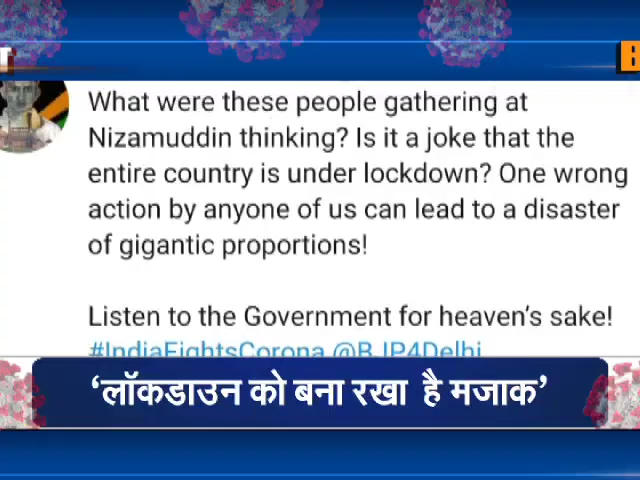 What were these people gathering at
Nizamuddin thinking? Is it a joke that the
entire country is under lockdown? One wrong
action by anyone of us can lead to a disaster
of gigantic proportions!
Listen to the Government for heaven's sake!
#IndiaFightsCorona @BJP4Delhi
‘लॉकडाउन को बना रखा है मजाक’